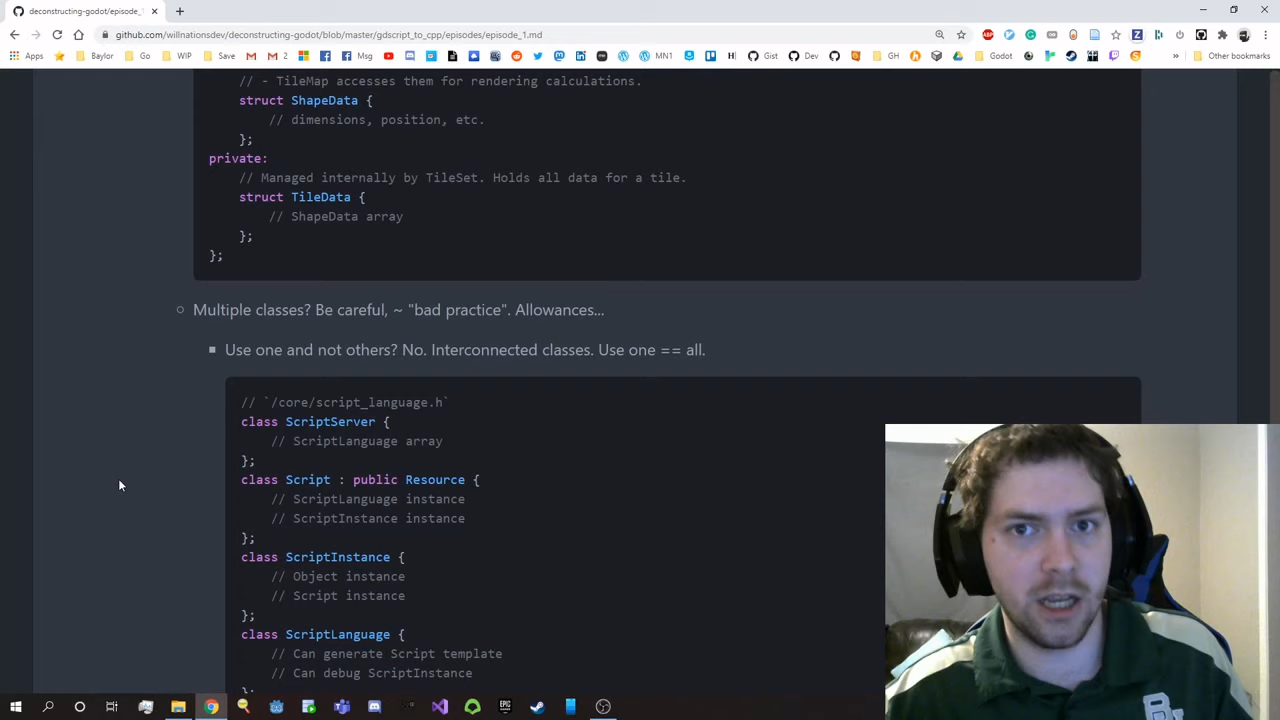 deconstructing-godot/episode_1
github.com/willnationsdev/deconstructing-godot/blob/master/gdscript_to_cpp/episodes/episode_1.md
Apps Baylor WIP Save M 2 Msg MN1 Gist Dev GH Godot Other bookmarks
// - TileMap accesses them for rendering calculations.
struct ShapeData {
// dimensions, position, etc.
};
private:
// Managed internally by TileSet. Holds all data for a tile.
struct TileData {
// ShapeData array
};
};
Multiple classes? Be careful, ~ "bad practice". Allowances...
Use one and not others? No. Interconnected classes. Use one == all.
// `/core/script_language.h`
class ScriptServer {
// ScriptLanguage array
};
class Script : public Resource {
// ScriptLanguage instance
// ScriptInstance instance
};
class ScriptInstance {
// Object instance
// Script instance
};
class ScriptLanguage {
// Can generate Script template
// Can debug ScriptInstance